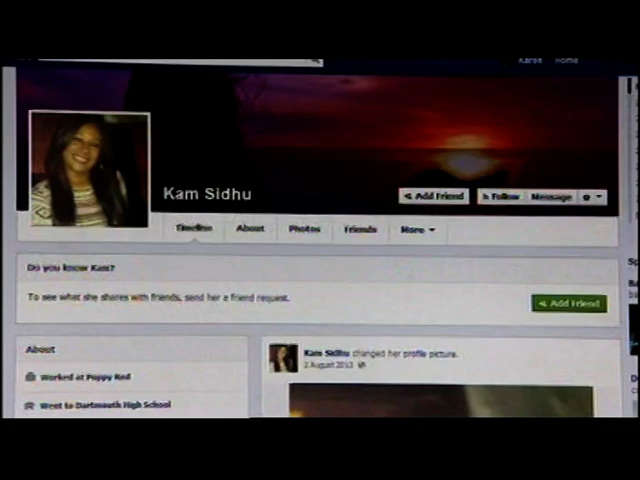 Karen Home
Kam Sidhu
Add Friend Follow Message
Timeline About Photos Friends More
Do you know Kam?
To see what she shares with friends, send her a friend request.
Add Friend
About
Worked at Poppy Red
Went to Dartmouth High School
Kam Sidhu changed her profile picture.
2 August 2013
Sp